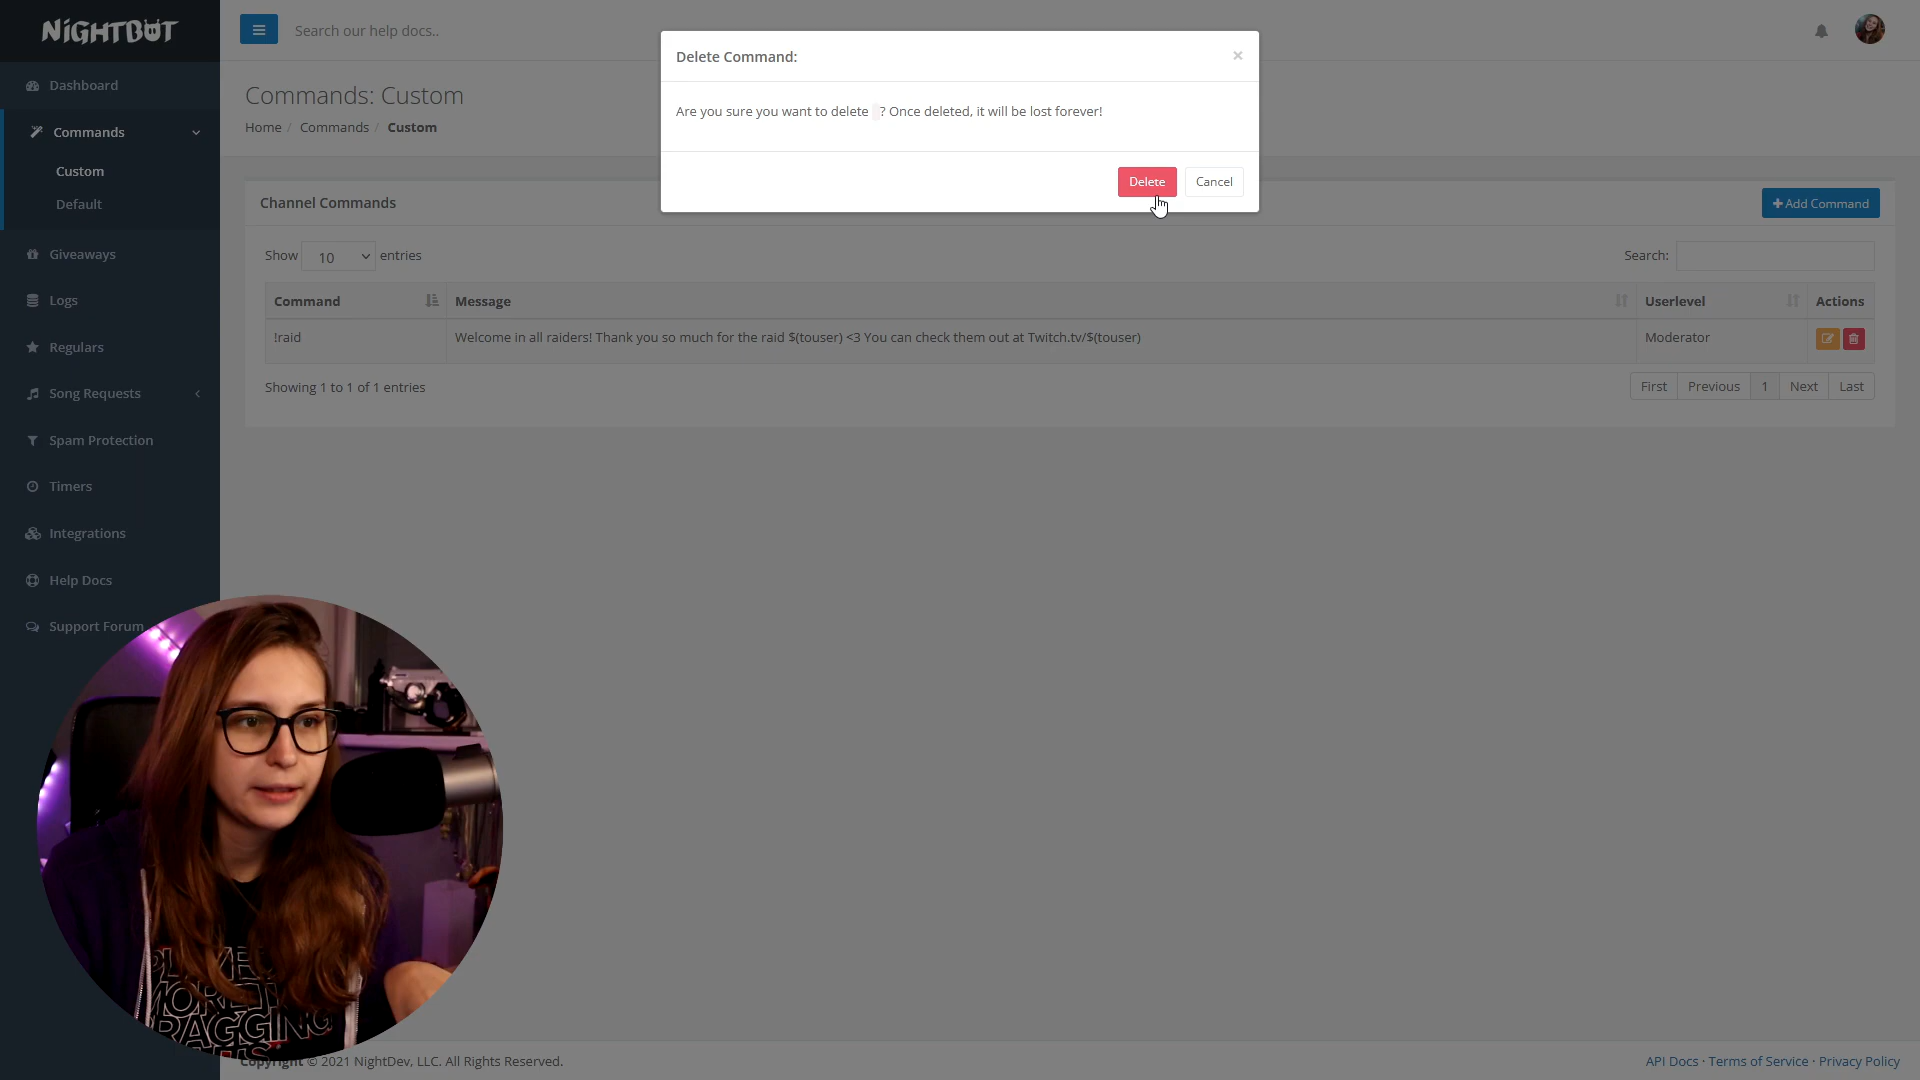 NiGHTBOT
Search our help docs..
Delete Command:
×
Are you sure you want to delete ? Once deleted, it will be lost forever!
Delete
Cancel
Dashboard
Commands
Custom
Default
Giveaways
Logs
Regulars
Song Requests
Spam Protection
Timers
Integrations
Help Docs
Support Forum
Commands: Custom
Home / Commands / Custom
Channel Commands
+ Add Command
Show 10 entries
Search:
Command Message Userlevel Actions
!raid Welcome in all raiders! Thank you so much for the raid $(touser) <3 You can check them out at Twitch.tv/$(touser) Moderator
Showing 1 to 1 of 1 entries
First Previous 1 Next Last
MORE
DRAGGING
Copyright © 2021 NightDev, LLC. All Rights Reserved.
API Docs · Terms of Service · Privacy Policy